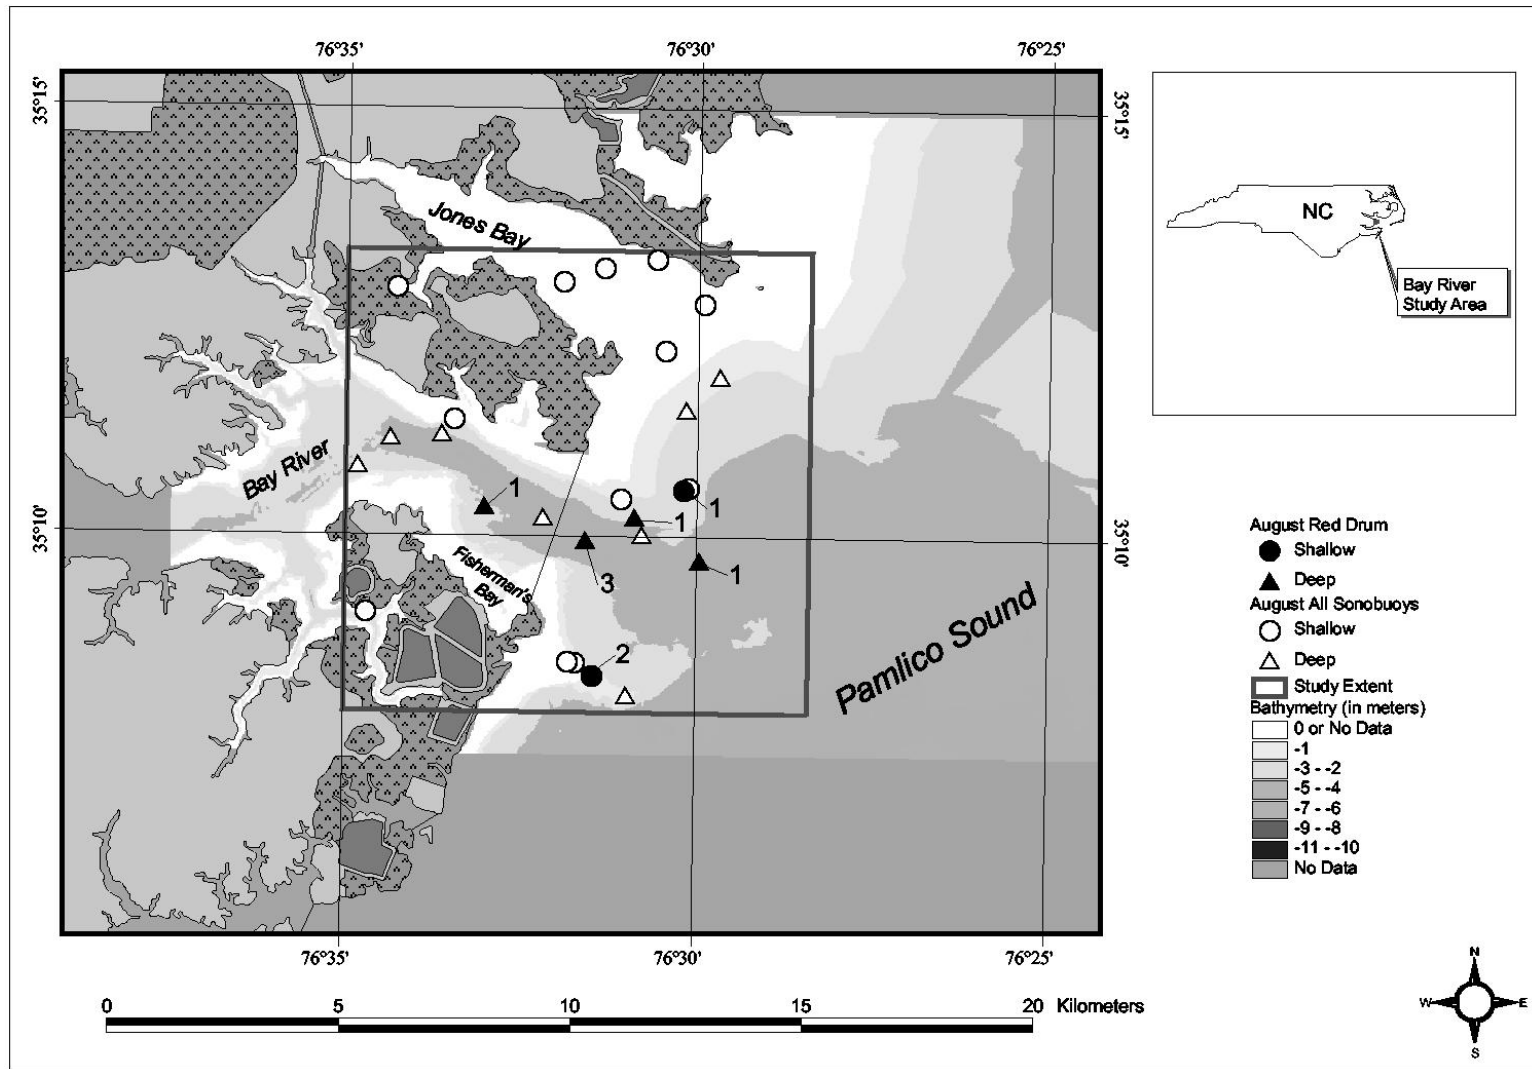 76°35'
76°30'
76°25'
35°15'
35°15'
Jones Bay
NC
Bay River
Study Area
Bay River
1
1
1
35°10'
35°10'
Fisherman's
Bay
3
1
2
Pamlico Sound
August Red Drum
Shallow
Deep
August All Sonobuoys
Shallow
Deep
Study Extent
Bathymetry (in meters)
0 or No Data
-1
-3 - -2
-5 - -4
-7 - -6
-9 - -8
-11 - -10
No Data
76°35'
76°30'
76°25'
0
5
10
15
20
Kilometers
N
W
E
S